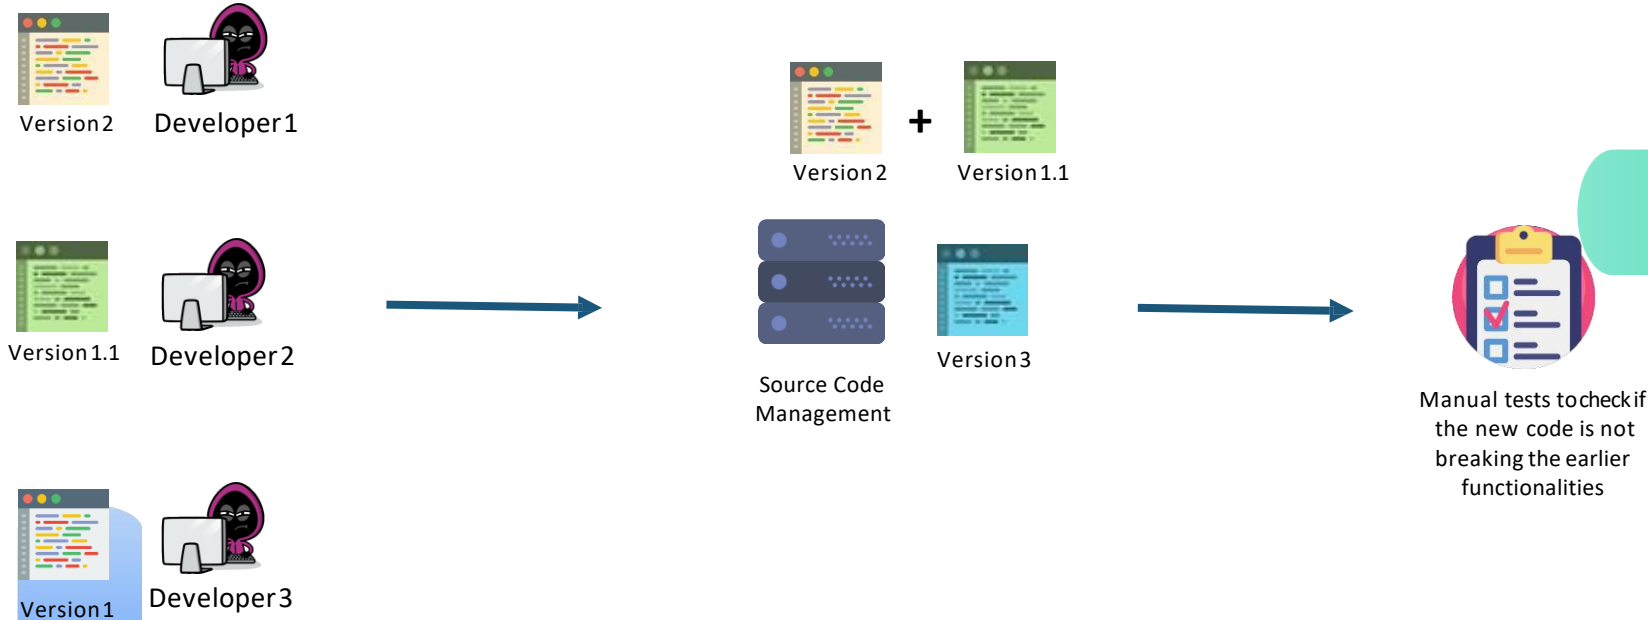 Version 2
Developer 1
Version 1.1
Developer 2
Version 1
Developer 3
Version 2
+
Version 1.1
Source Code
Management
Version 3
Manual tests to check if
the new code is not
breaking the earlier
functionalities